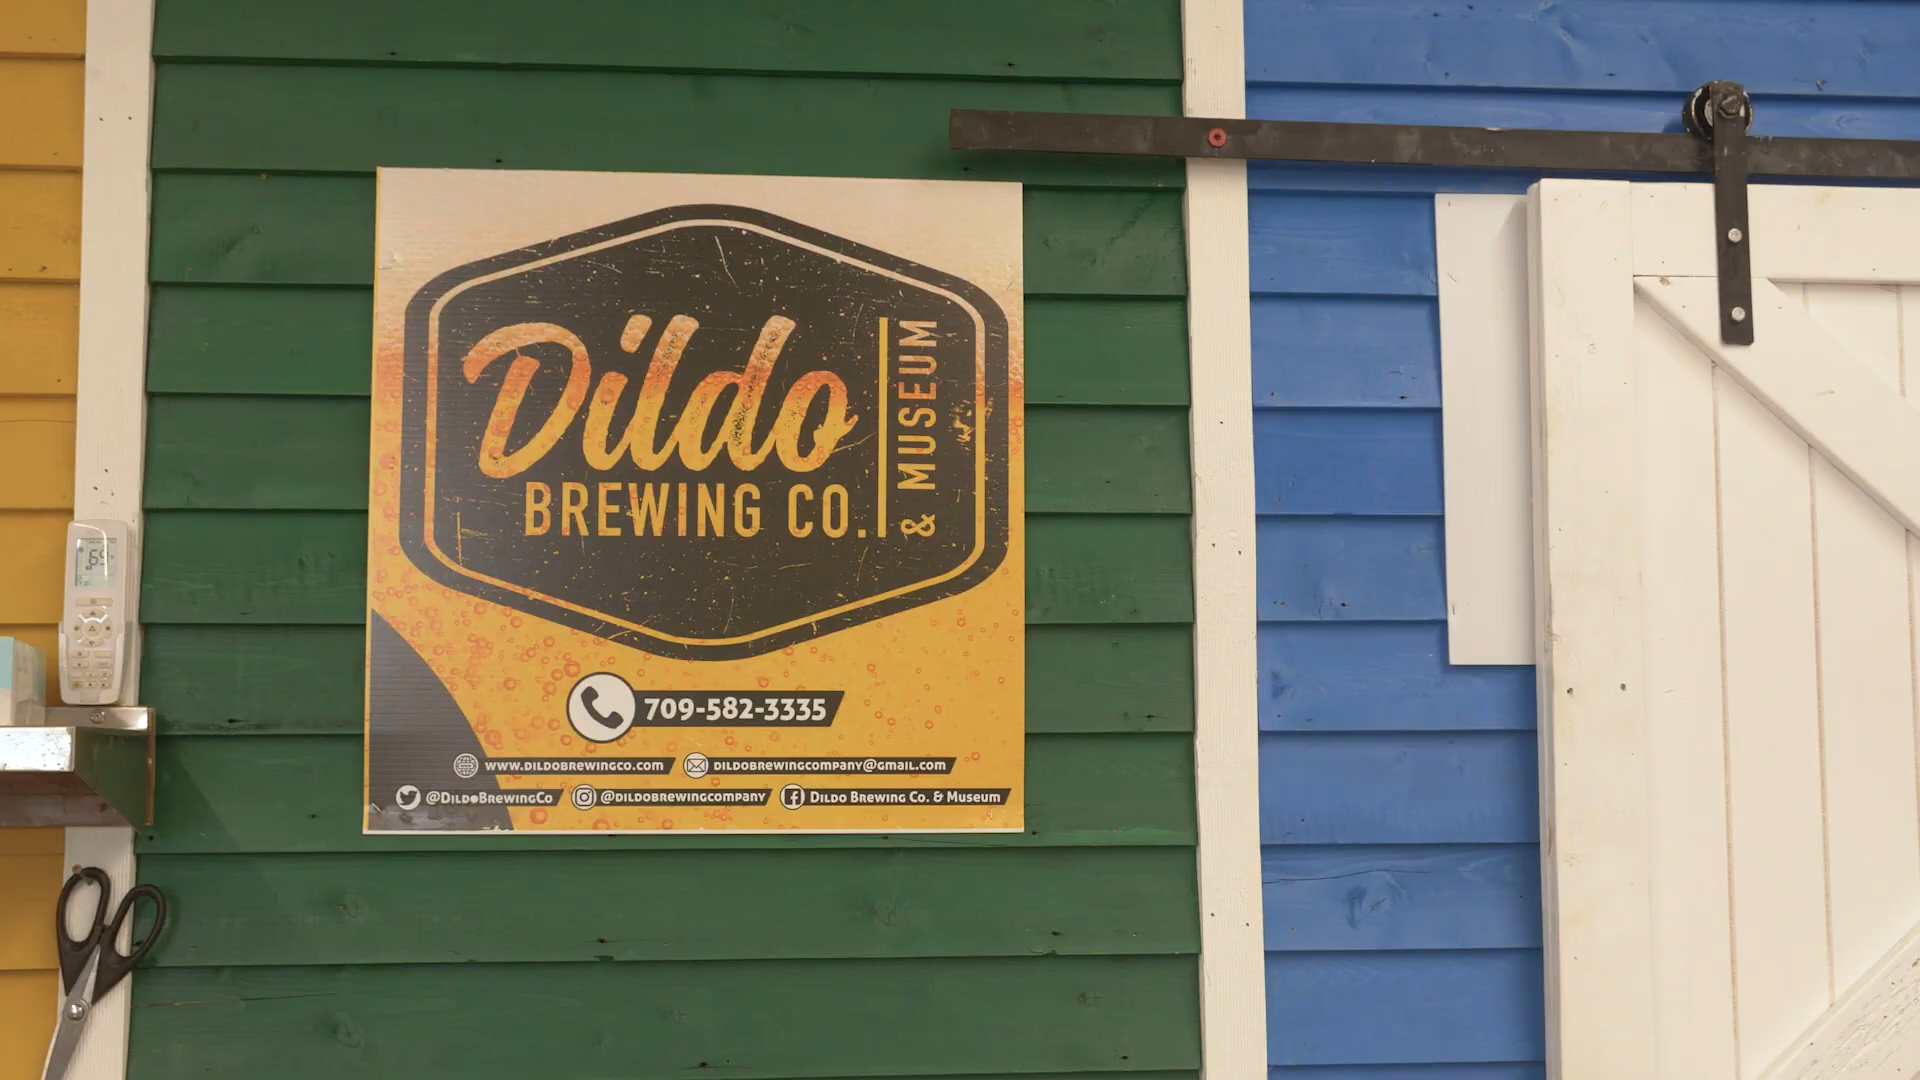 Dildo
BREWING CO.
& MUSEUM
709-582-3335
WWW.DILDOBREWINGCO.COM
DILDOBREWINGCOMPANY@GMAIL.COM
@DILDOBREWINGCO
@DILDOBREWINGCOMPANY
DILDO BREWING CO. & MUSEUM